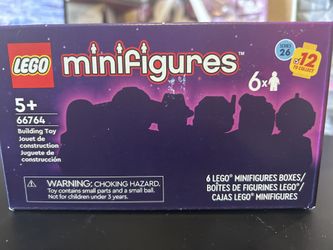 LEGO
minifigures
SERIES
26
12
TO COLLECT
6x
5+
66764
Building Toy
Jouet de
construction
Juguete de
construcción
WARNING: CHOKING HAZARD.
Toy contains small parts and a small ball.
Not for children under 3 years.
6 LEGO® MINIFIGURES BOXES/
BOÎTES DE FIGURINES LEGO®/
CAJAS LEGO® MINIFIGURES